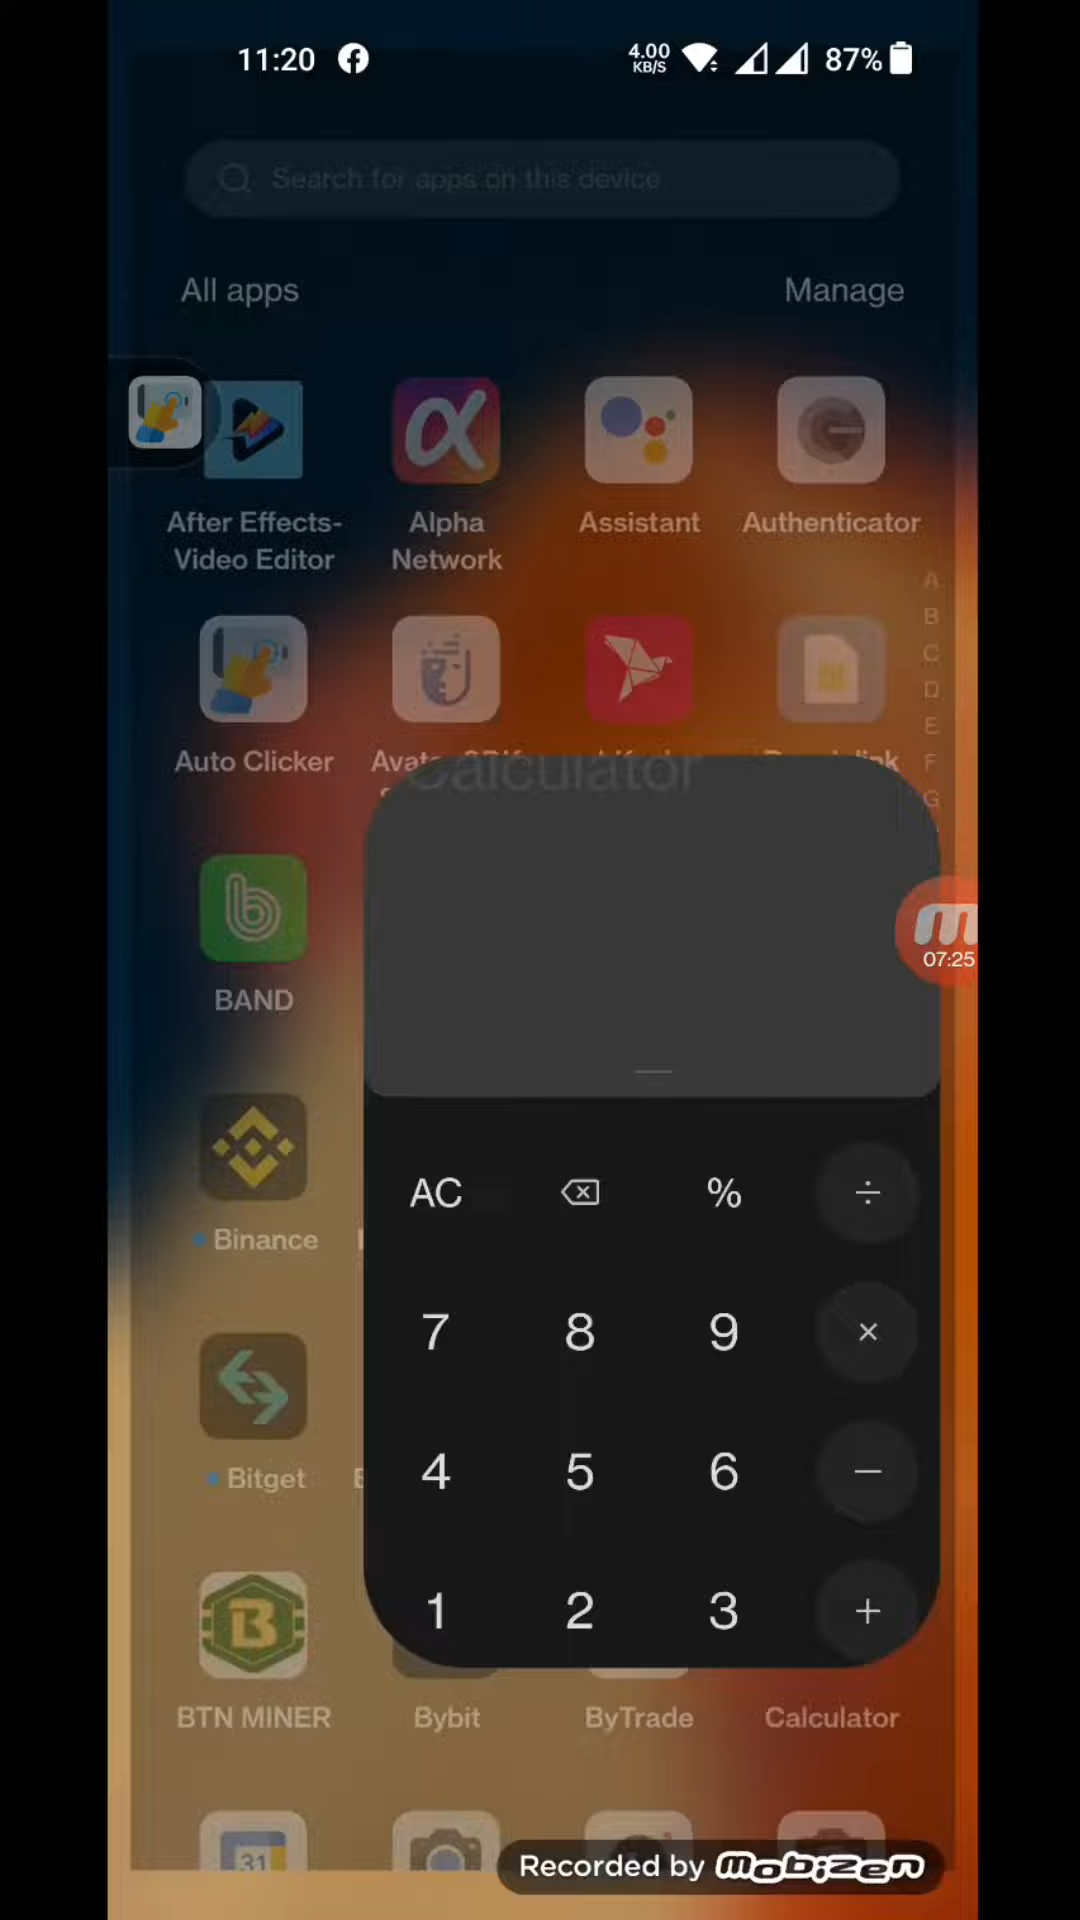 11:20 4.00 KB/S 87%
Search for apps on this device
All apps Manage
After Effects- Video Editor
Alpha Network
Assistant
Authenticator
A
B
C
D
E
F
G
Auto Clicker
Calculator
BAND
07:25
Binance
Bitget
AC % ÷
7 8 9 ×
4 5 6 −
1 2 3 +
BTN MINER
Bybit
ByTrade
Calculator
31
Recorded by mobizen